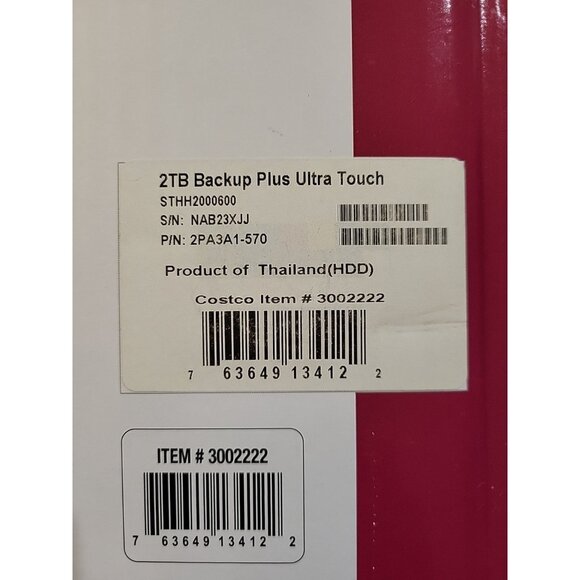 2TB Backup Plus Ultra Touch
STHH2000600
S/N: NAB23XJJ
P/N: 2PA3A1-570
Product of Thailand(HDD)
Costco Item # 3002222
7 63649 13412 2
ITEM # 3002222
7 63649 13412 2